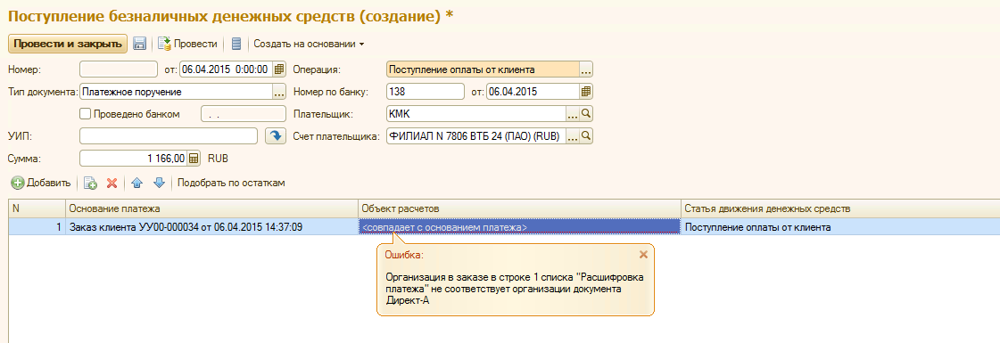 Поступление безналичных денежных средств (создание) *
Провести и закрыть Провести Создать на основании
Номер: от: 06.04.2015 0:00:00 Операция: Поступление оплаты от клиента ...
Тип документа: Платежное поручение ... Номер по банку: 138 от: 06.04.2015
Проведено банком . . Плательщик: КМК ...
УИП: Счет плательщика: ФИЛИАЛ N 7806 ВТБ 24 (ПАО) (RUB) ...
Сумма: 1 166,00 RUB
Добавить Подобрать по остаткам
N Основание платежа Объект расчетов Статья движения денежных средств
1 Заказ клиента УУ00-000034 от 06.04.2015 14:37:09 <совпадает с основанием платежа> Поступление оплаты от клиента
Ошибка:
Организация в заказе в строке 1 списка "Расшифровка
платежа" не соответствует организации документа
Директ-А